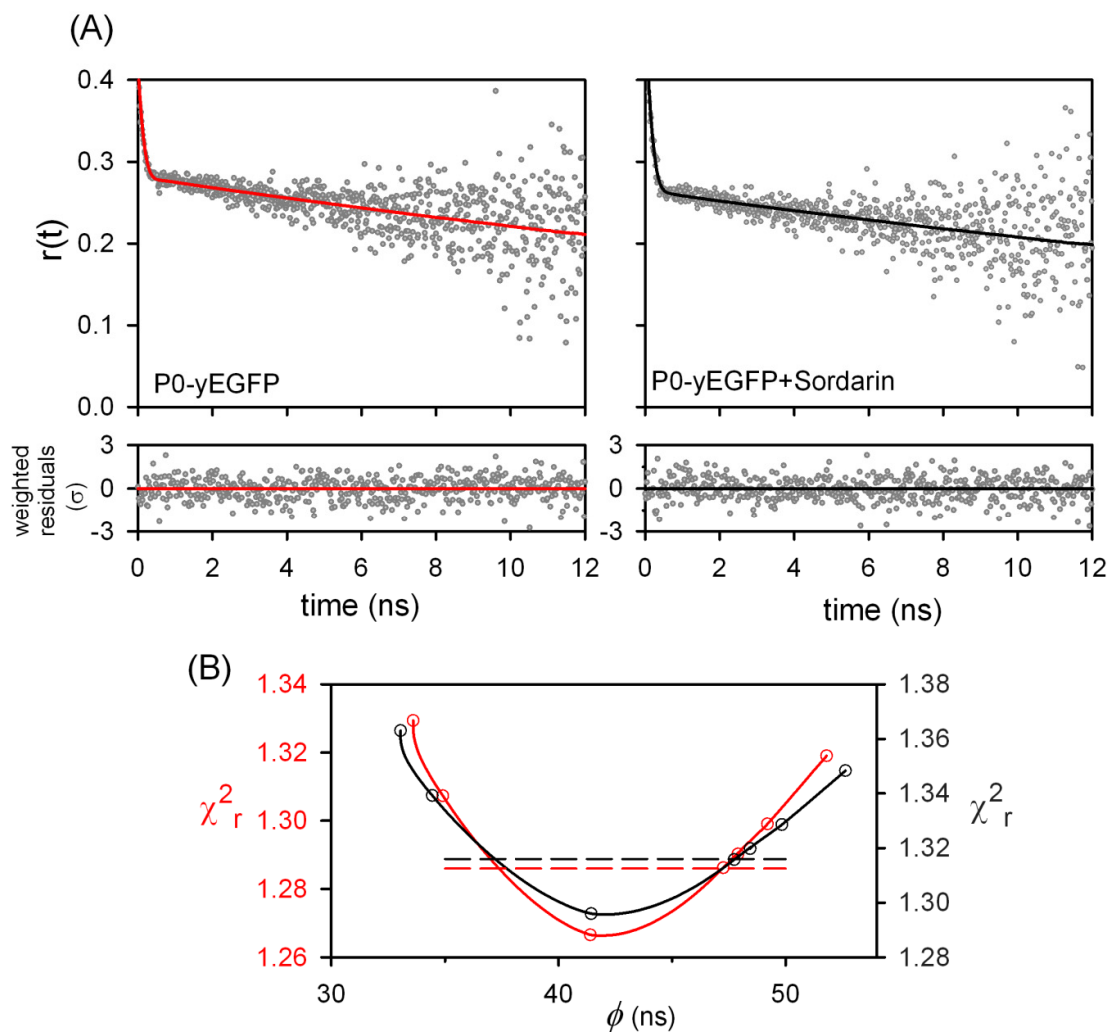 (A)
0.4
0.3
r(t)
0.2
0.1
P0-yEGFP
P0-yEGFP+Sordarin
0.0
weighted
residuals
(σ)
3
0
-3
3
0
-3
0 2 4 6 8 10 12
0 2 4 6 8 10 12
time (ns)
time (ns)
(B)
1.34
1.32
χ²r
1.30
1.28
1.26
1.38
1.36
1.34
χ²r
1.32
1.30
1.28
30 40 50
ϕ (ns)